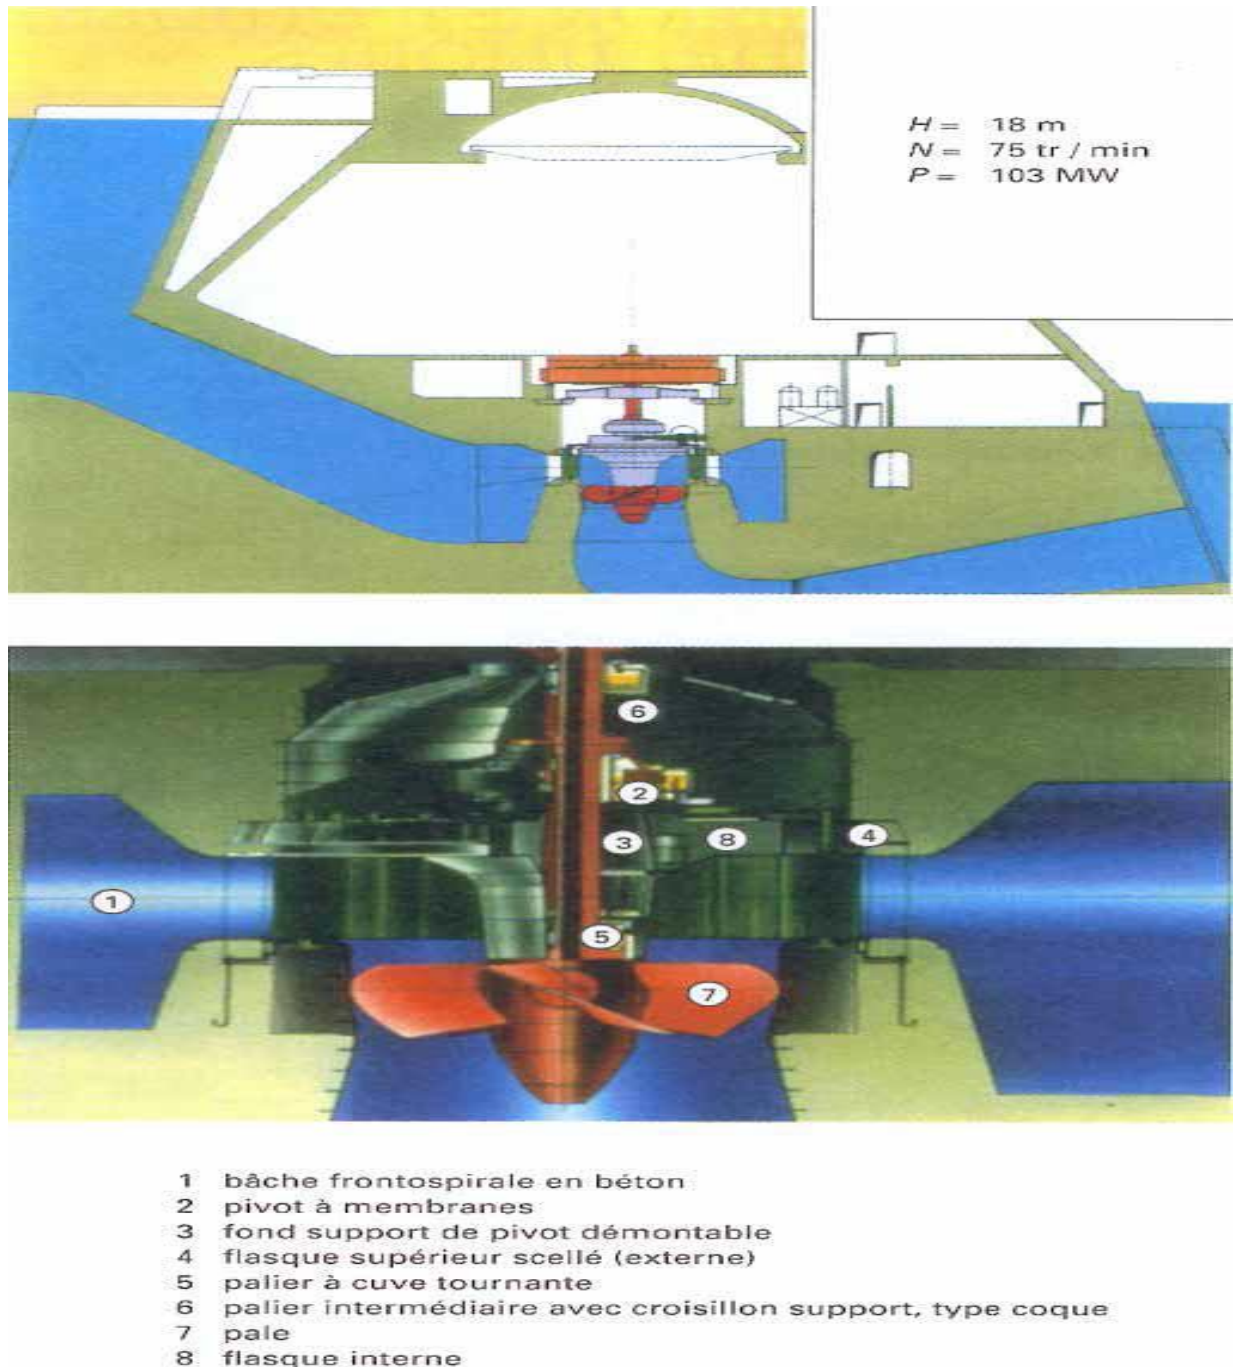 H = 18 m
N = 75 tr / min
P = 103 MW
6
2
3
8
4
1
5
7
1 bâche frontospirale en béton
2 pivot à membranes
3 fond support de pivot démontable
4 flasque supérieur scellé (externe)
5 palier à cuve tournante
6 palier intermédiaire avec croisillon support, type coque
7 pale
8 flasque interne